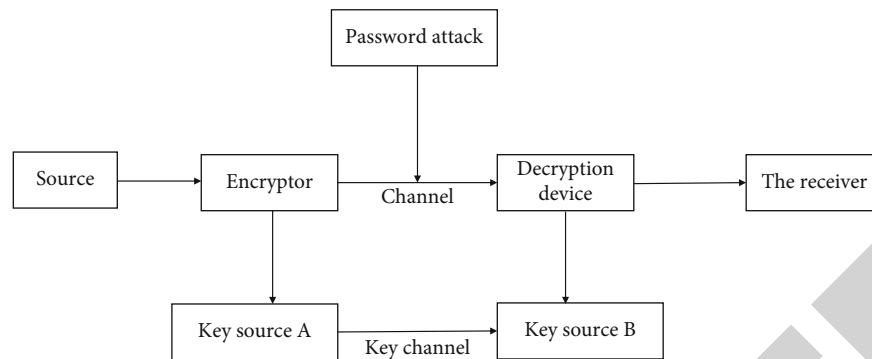 Password attack
Source
Encryptor
Channel
Decryption
device
The receiver
Key source A
Key channel
Key source B